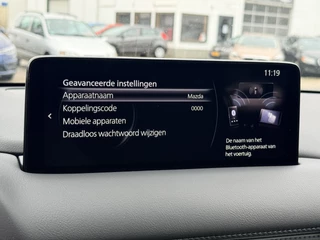 11:19
Geavanceerde instellingen
Apparaatnaam Mazda
Koppelingscode 0000
Mobiele apparaten
Draadloos wachtwoord wijzigen
De naam van het
Bluetooth-apparaat van
het voertuig.